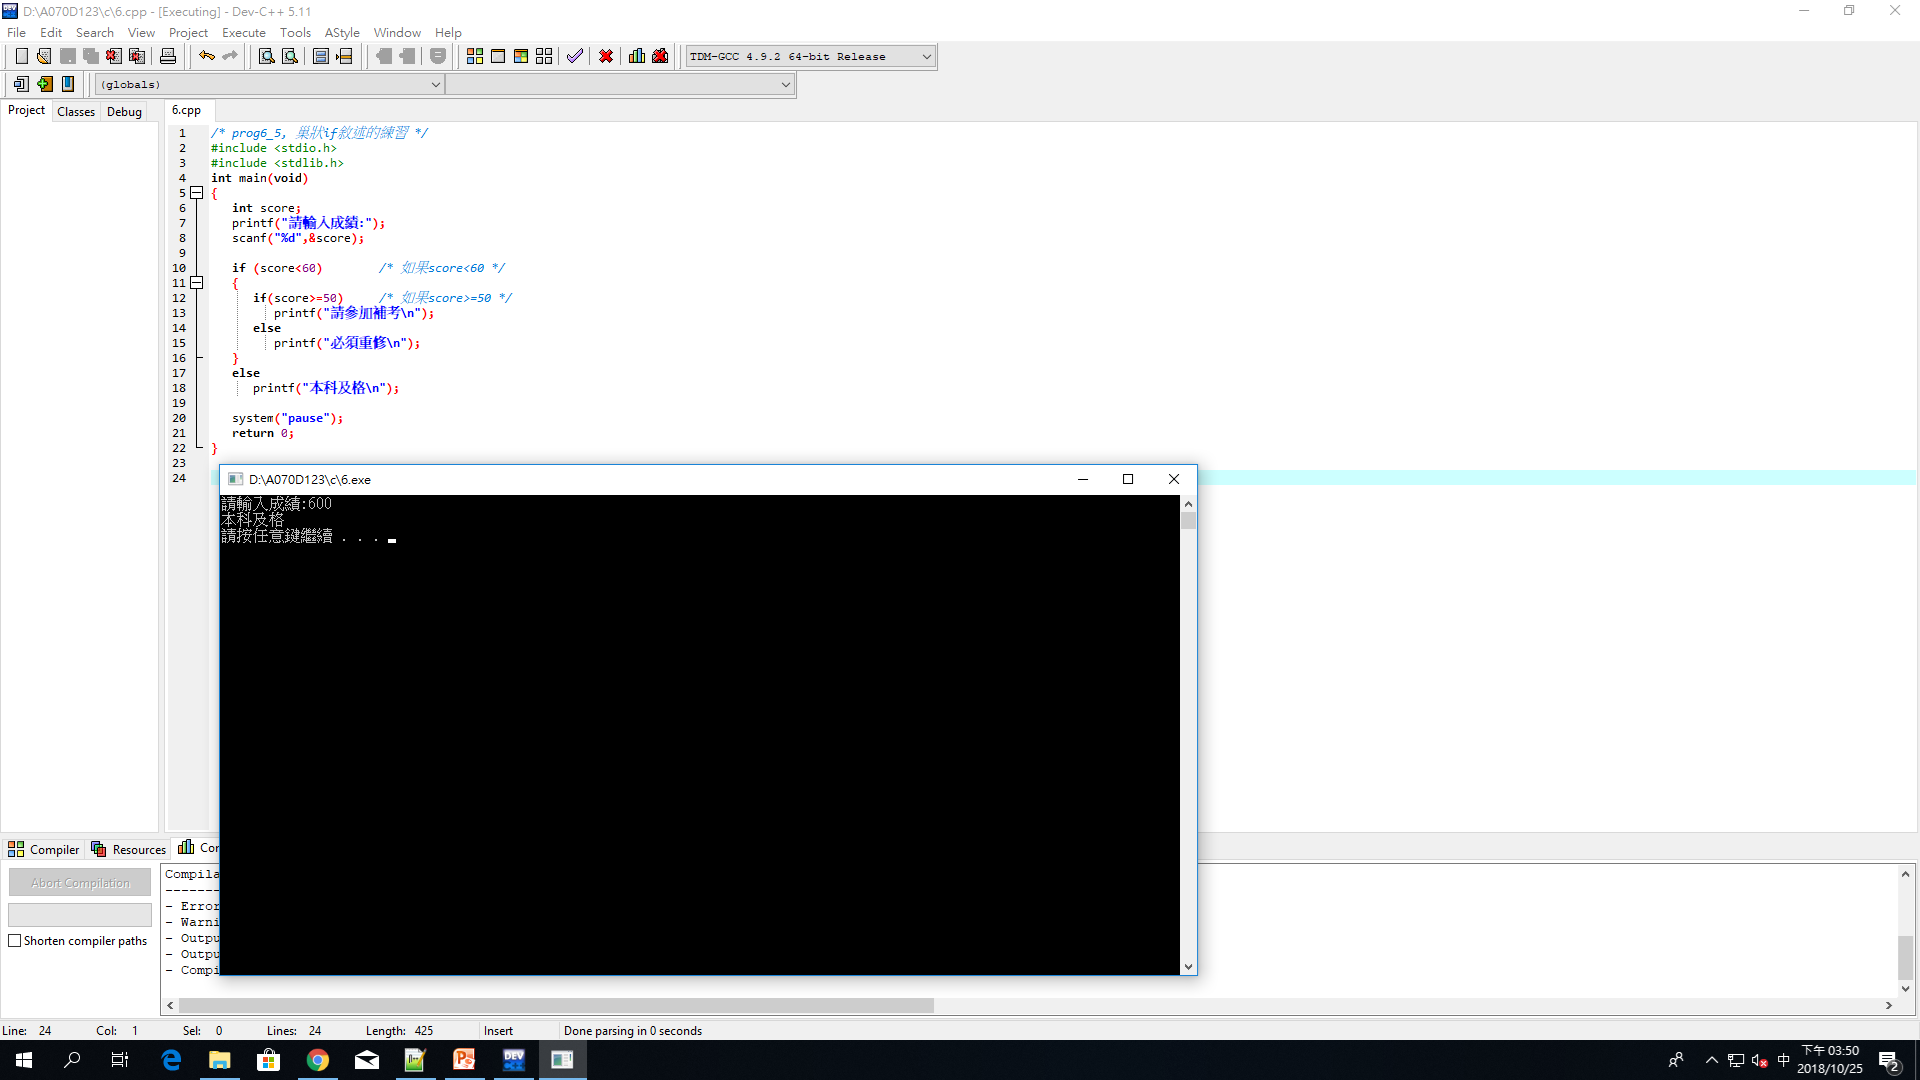 D:\A070D123\c\6.cpp - [Executing] - Dev-C++ 5.11
File Edit Search View Project Execute Tools AStyle Window Help
TDM-GCC 4.9.2 64-bit Release
(globals)
Project Classes Debug
6.cpp
1 /* prog6_5, 巢狀if敘述的練習 */
2 #include <stdio.h>
3 #include <stdlib.h>
4 int main(void)
5 {
6 int score;
7 printf("請輸入成績:");
8 scanf("%d",&score);
9
10 if (score<60) /* 如果score<60 */
11 {
12 if(score>=50) /* 如果score>=50 */
13 printf("請參加補考\n");
14 else
15 printf("必須重修\n");
16 }
17 else
18 printf("本科及格\n");
19
20 system("pause");
21 return 0;
22 }
23
24
D:\A070D123\c\6.exe
請輸入成績:600
本科及格
請按任意鍵繼續 . . .
Compiler Resources Con
Abort Compilation
Shorten compiler paths
Compila
--------
- Error
- Warni
- Outpu
- Outpu
- Compi
Line: 24 Col: 1 Sel: 0 Lines: 24 Length: 425 Insert Done parsing in 0 seconds
DEV
中
下午 03:50
2018/10/25
2